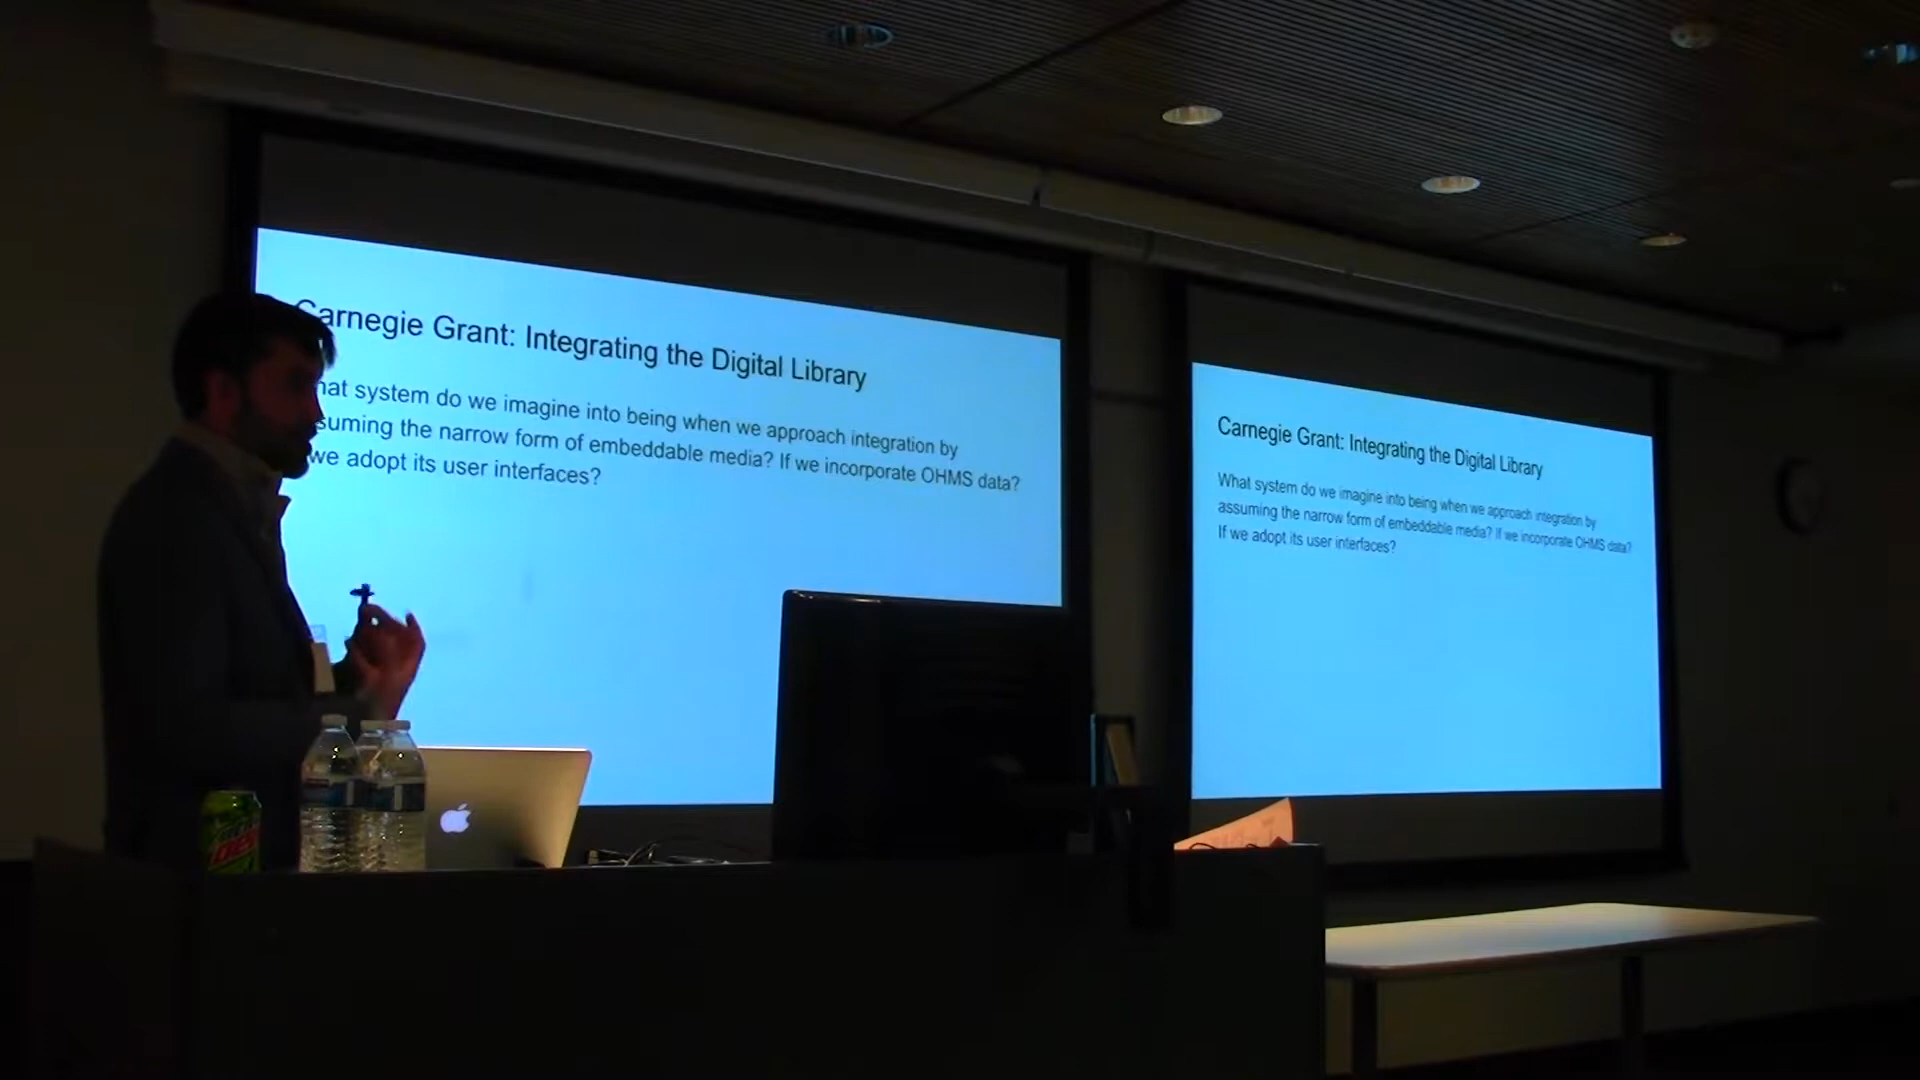 Carnegie Grant: Integrating the Digital Library
hat system do we imagine into being when we approach integration by
suming the narrow form of embeddable media? If we incorporate OHMS data?
we adopt its user interfaces?
Carnegie Grant: Integrating the Digital Library
What system do we imagine into being when we approach integration by
assuming the narrow form of embeddable media? If we incorporate OHMS data?
If we adopt its user interfaces?
DEW